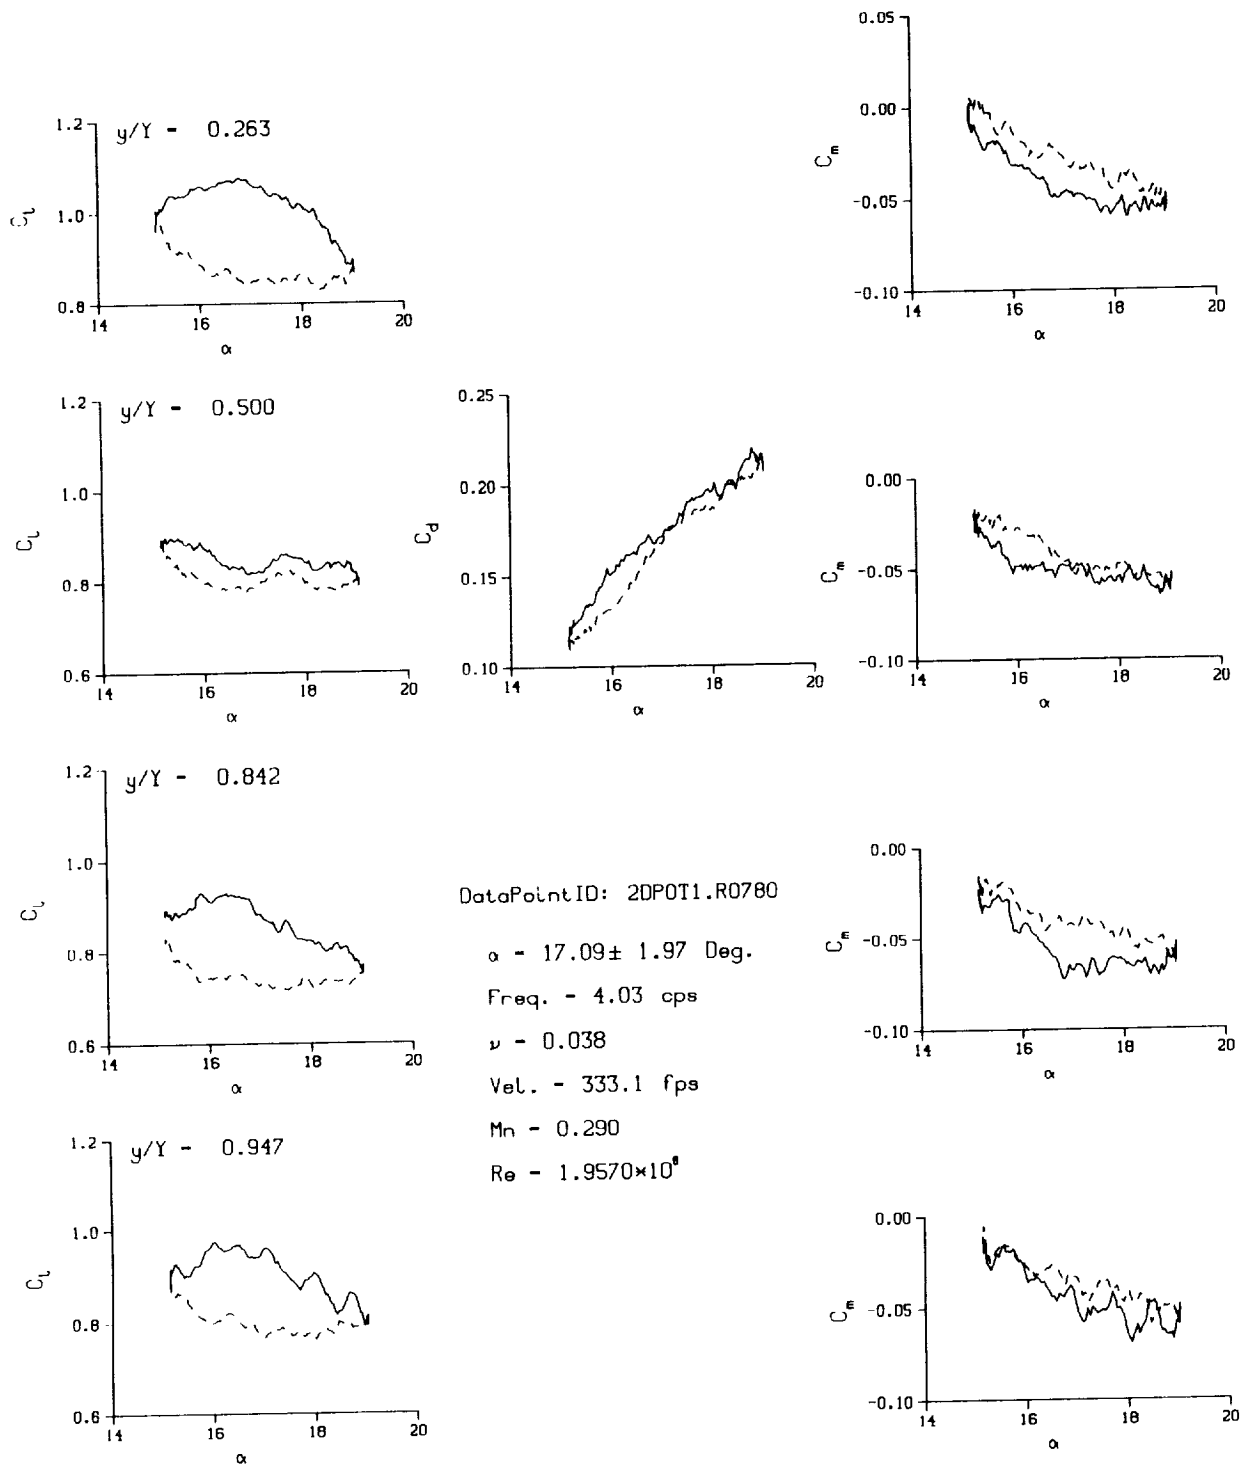 y/Y - 0.263
1.2
1.0
0.8
C_l
14 16 18 20
α
0.05
0.00
-0.05
-0.10
C_m
14 16 18 20
α
y/Y - 0.500
1.2
1.0
0.8
0.6
C_l
14 16 18 20
α
0.25
0.20
0.15
0.10
C_d
14 16 18 20
α
0.00
-0.05
-0.10
C_m
14 16 18 20
α
y/Y - 0.842
1.2
1.0
0.8
0.6
C_l
14 16 18 20
α
DataPointID: 2DPOT1.R0780
α - 17.09± 1.97 Deg.
Freq. - 4.03 cps
ν - 0.038
Vel. - 333.1 fps
Mn - 0.290
Re - 1.9570×10⁶
0.00
-0.05
-0.10
C_m
14 16 18 20
α
y/Y - 0.947
1.2
1.0
0.8
0.6
C_l
14 16 18 20
α
0.00
-0.05
-0.10
C_m
14 16 18 20
α